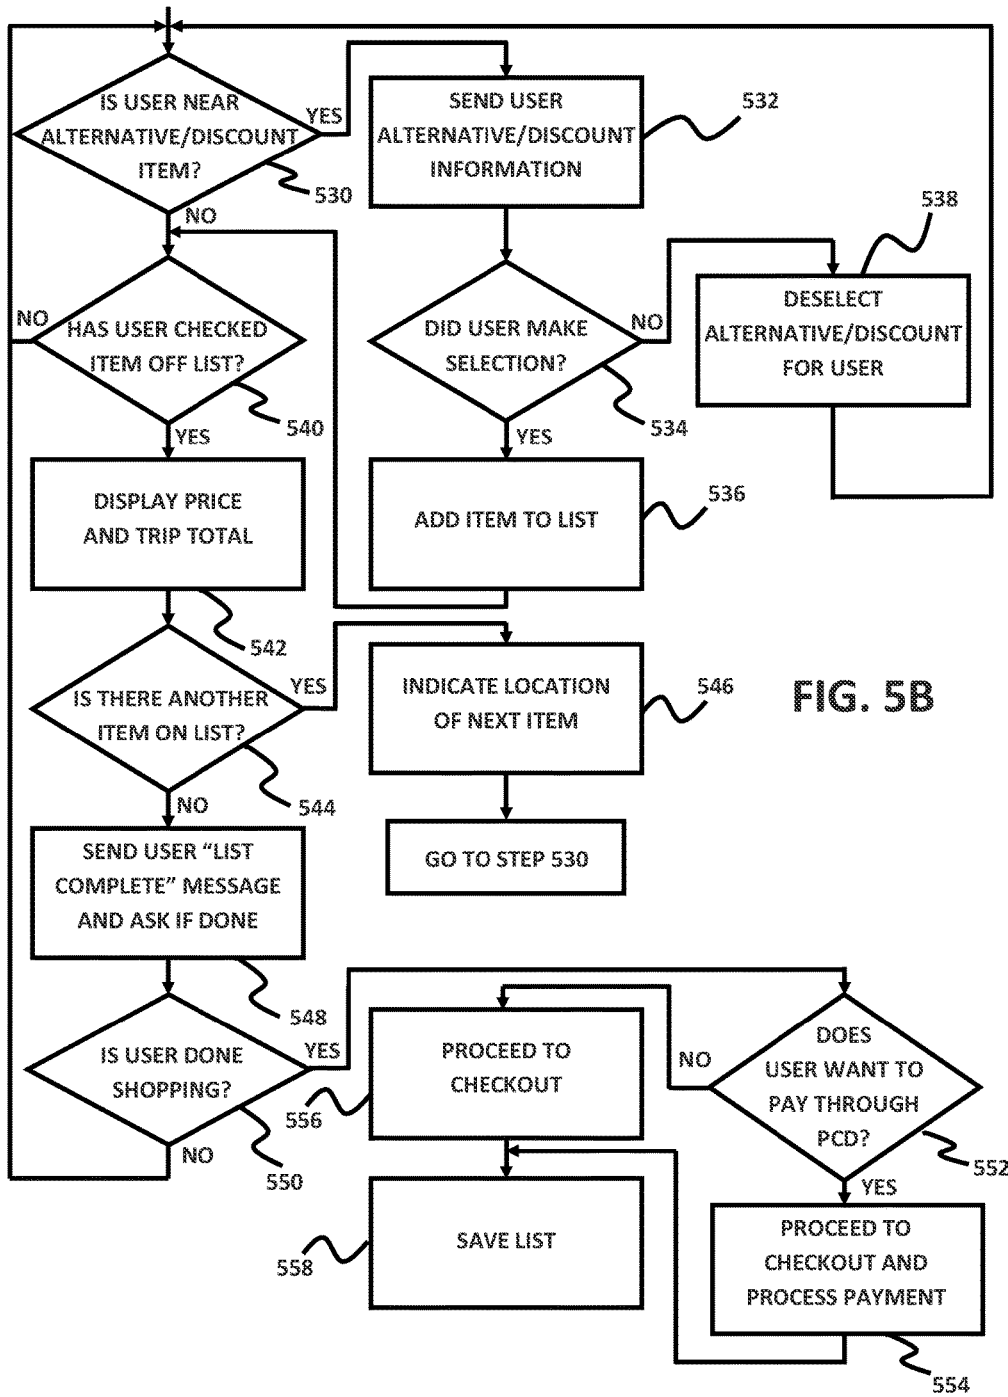 IS USER NEAR
ALTERNATIVE/DISCOUNT
ITEM?
YES
530
NO
SEND USER
ALTERNATIVE/DISCOUNT
INFORMATION
532
538
DESELECT
ALTERNATIVE/DISCOUNT
FOR USER
NO
HAS USER CHECKED
ITEM OFF LIST?
540
YES
DID USER MAKE
SELECTION?
NO
534
YES
DISPLAY PRICE
AND TRIP TOTAL
542
ADD ITEM TO LIST
536
IS THERE ANOTHER
ITEM ON LIST?
YES
544
NO
INDICATE LOCATION
OF NEXT ITEM
546
FIG. 5B
GO TO STEP 530
SEND USER “LIST
COMPLETE” MESSAGE
AND ASK IF DONE
548
IS USER DONE
SHOPPING?
YES
550
NO
PROCEED TO
CHECKOUT
556
NO
DOES
USER WANT TO
PAY THROUGH
PCD?
552
YES
SAVE LIST
558
PROCEED TO
CHECKOUT AND
PROCESS PAYMENT
554